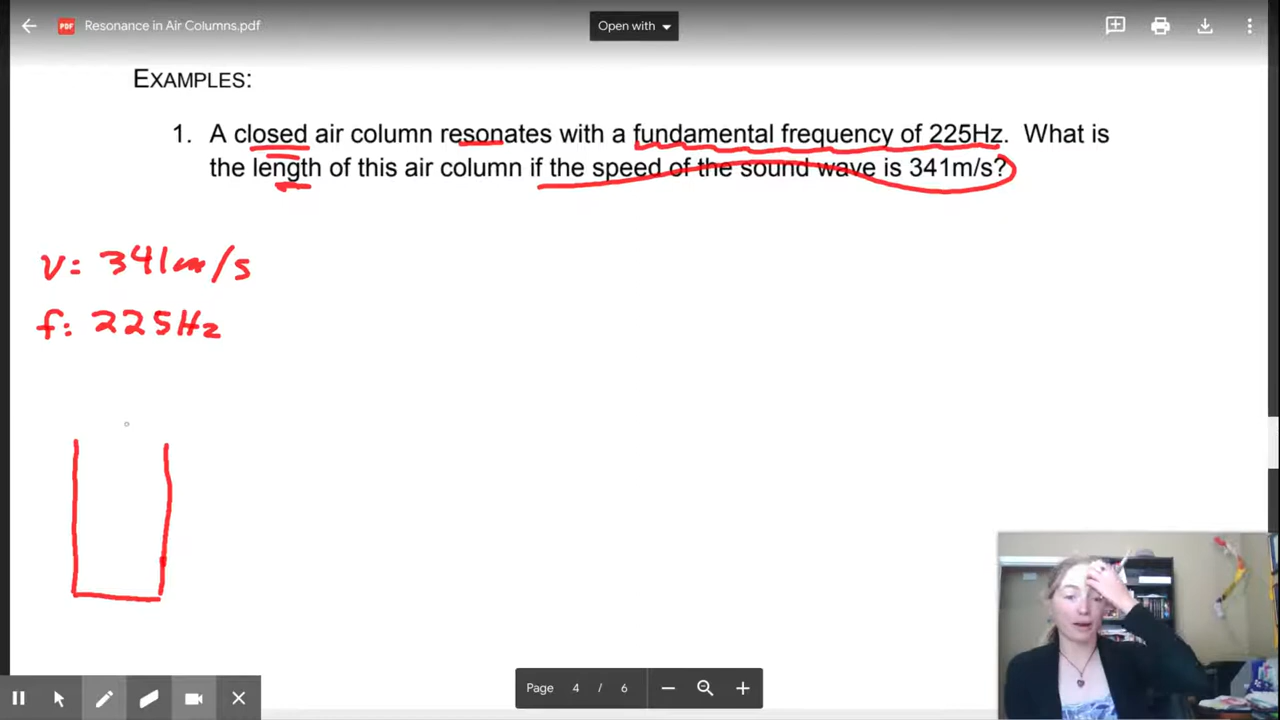 Resonance in Air Columns.pdf
Open with
EXAMPLES:
1. A closed air column resonates with a fundamental frequency of 225Hz. What is
the length of this air column if the speed of the sound wave is 341m/s?
v= 341m/s
f: 225Hz
Page 4 / 6